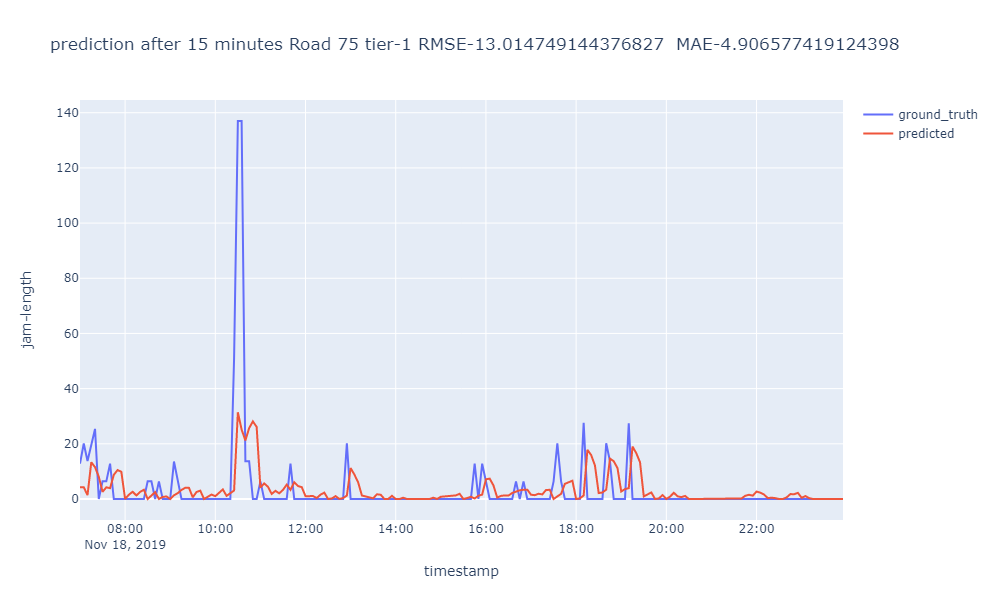 prediction after 15 minutes Road 75 tier-1 RMSE-13.014749144376827  MAE-4.906577419124398
ground_truth
predicted
140
120
100
80
60
40
20
0
jam-length
08:00 10:00 12:00 14:00 16:00 18:00 20:00 22:00
Nov 18, 2019
timestamp